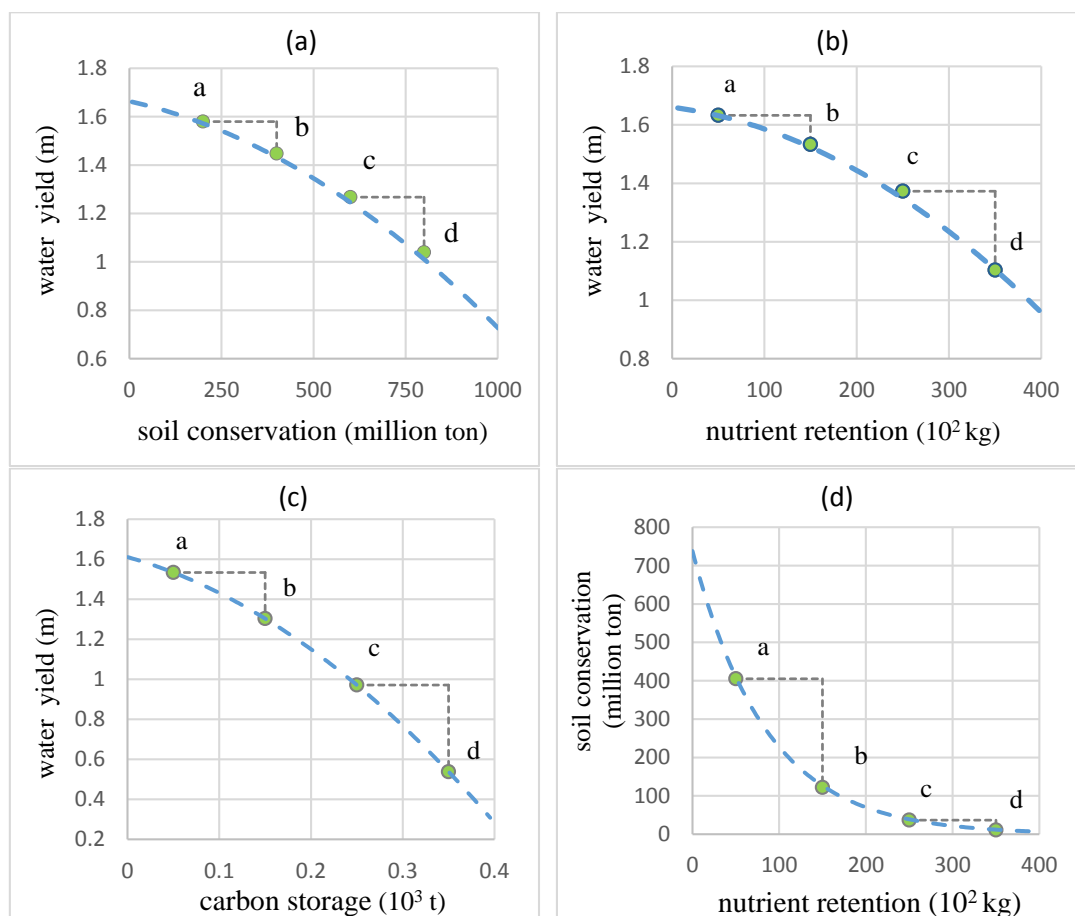 (a)
1.8
1.6
1.4
1.2
1
0.8
0.6
water yield (m)
a
b
c
d
0 250 500 750 1000
soil conservation (million ton)
(b)
1.8
1.6
1.4
1.2
1
0.8
water yield (m)
a
b
c
d
0 100 200 300 400
nutrient retention (10² kg)
(c)
1.8
1.6
1.4
1.2
1
0.8
0.6
0.4
0.2
water yield (m)
a
b
c
d
0 0.1 0.2 0.3 0.4
carbon storage (10³ t)
(d)
800
700
600
500
400
300
200
100
0
soil conservation
(million ton)
a
b
c
d
0 100 200 300 400
nutrient retention (10² kg)